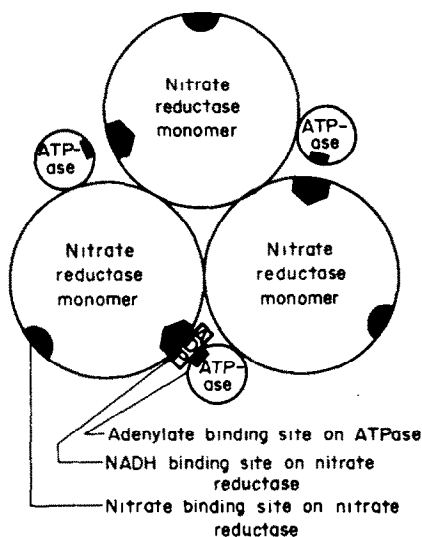 Nitrate
reductase
monomer
ATP-
ase
ATP-
ase
Nitrate
reductase
monomer
Nitrate
reductase
monomer
ADP
ATP-
ase
Adenylate binding site on ATPase
NADH binding site on nitrate
reductase
Nitrate binding site on nitrate
reductase